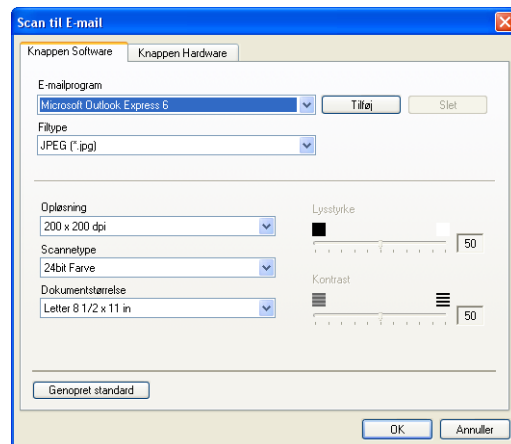 Scan til E-mail
Knappen Software
Knappen Hardware
E-mailprogram
Microsoft Outlook Express 6
Tilføj
Slet
Filtype
JPEG (*.jpg)
Opløsning
200 x 200 dpi
Scannetype
24bit Farve
Dokumentstørrelse
Letter 8 1/2 x 11 in
Lysstyrke
50
Kontrast
50
Genopret standard
OK
Annuller